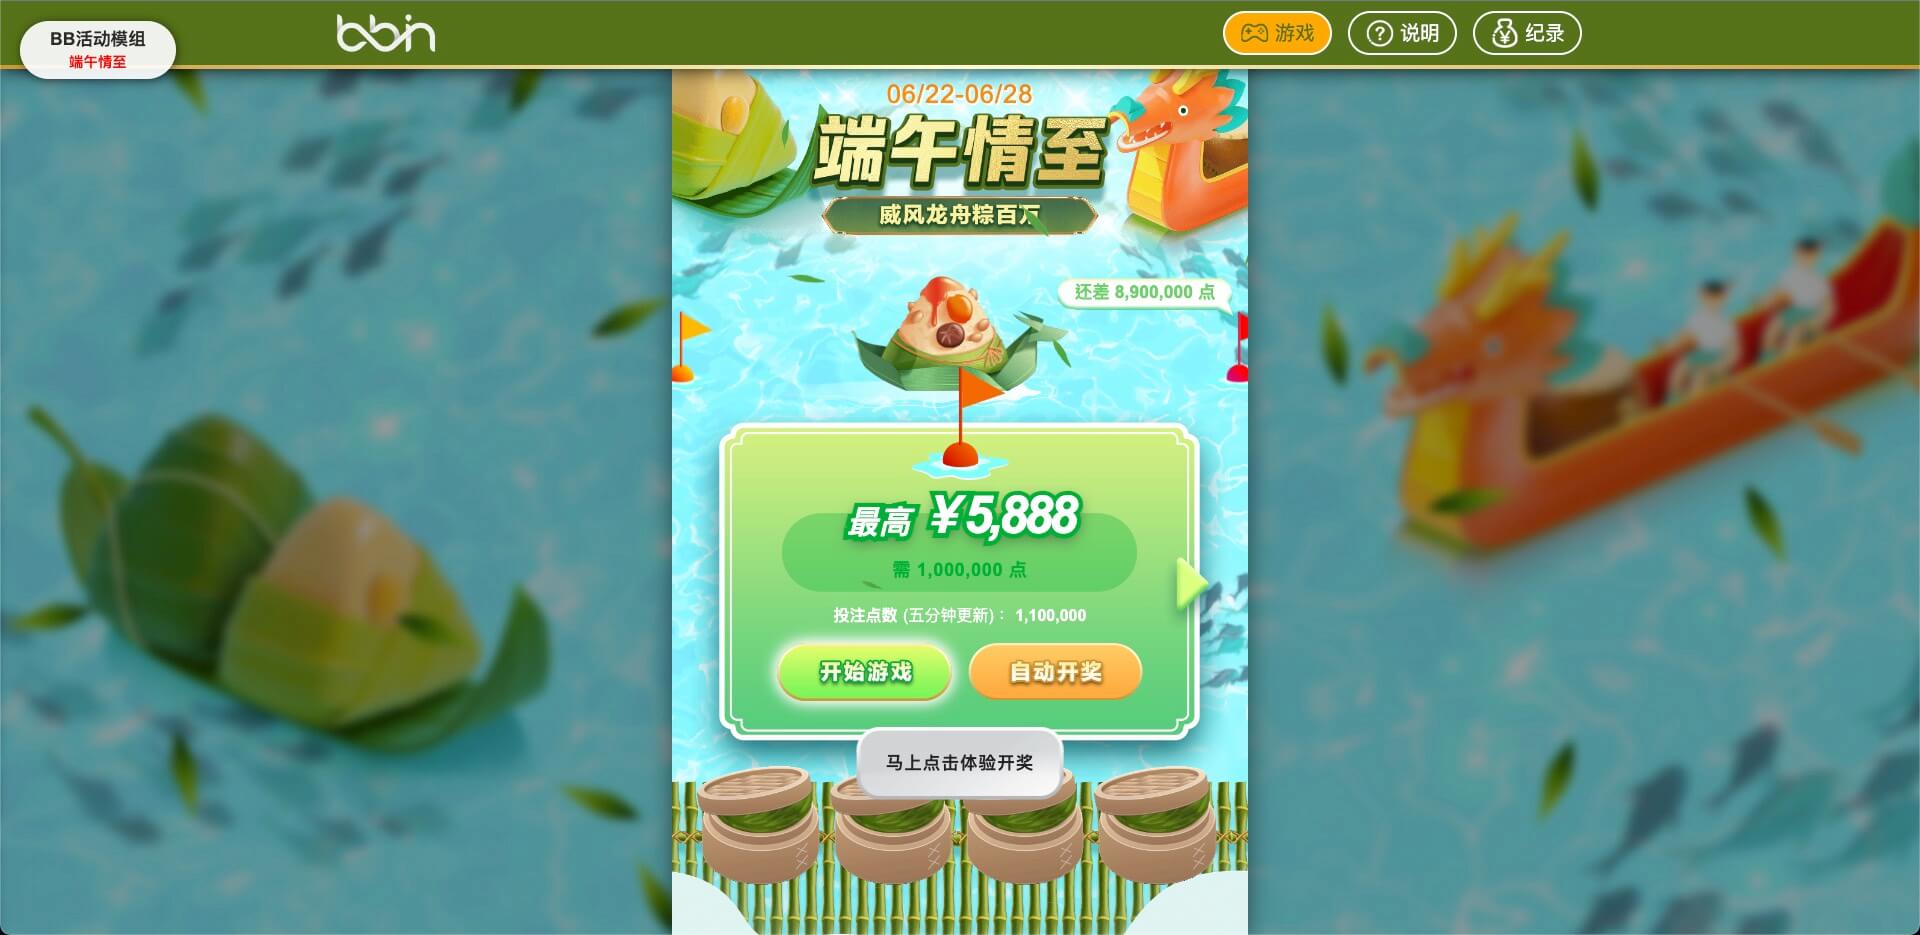 BB活动模组
端午情至
bbin
游戏
说明
纪录
06/22-06/28
端午情至
威风龙舟粽百万
还差 8,900,000 点
最高 ¥5,888
需 1,000,000 点
投注点数 (五分钟更新)： 1,100,000
开始游戏
自动开奖
马上点击体验开奖